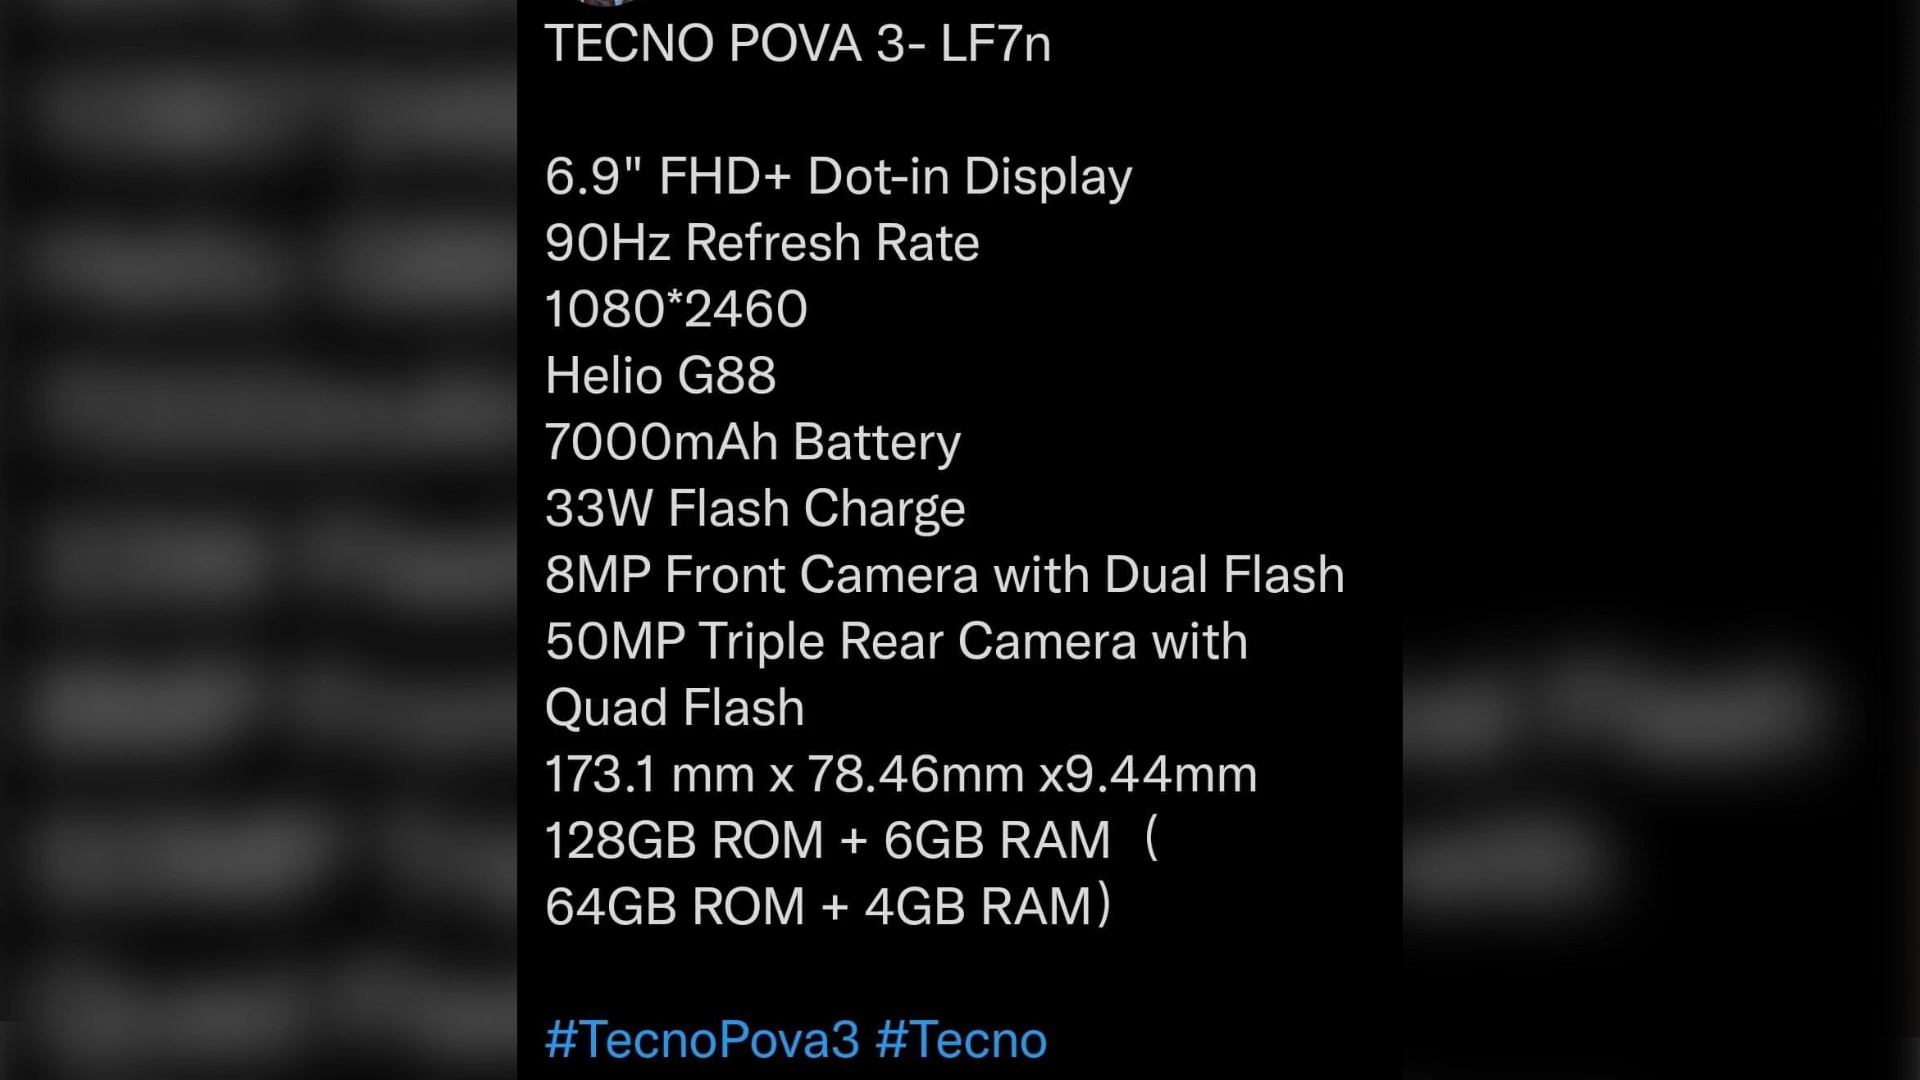 TECNO POVA 3- LF7n
6.9" FHD+ Dot-in Display
90Hz Refresh Rate
1080*2460
Helio G88
7000mAh Battery
33W Flash Charge
8MP Front Camera with Dual Flash
50MP Triple Rear Camera with
Quad Flash
173.1 mm x 78.46mm x9.44mm
128GB ROM + 6GB RAM （
64GB ROM + 4GB RAM）
#TecnoPova3 #Tecno